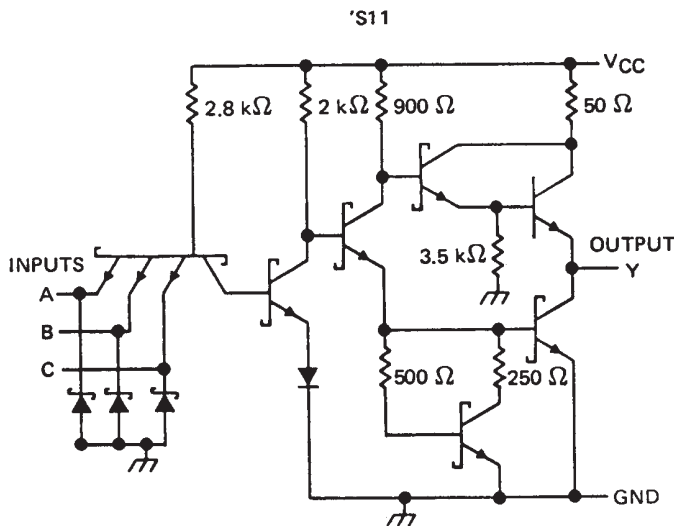 'S11
VCC
2.8 kΩ
2 kΩ
900 Ω
50 Ω
INPUTS
3.5 kΩ
OUTPUT
A
Y
B
C
500 Ω
250 Ω
GND